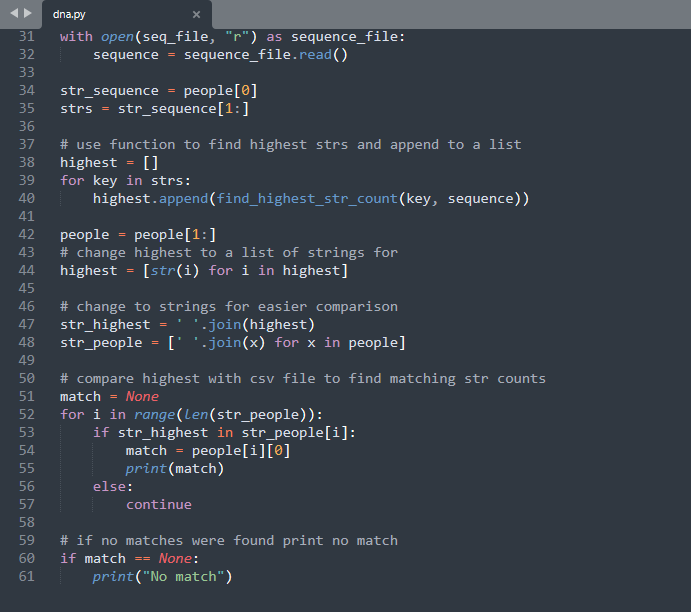 dna.py ×
31 with open(seq_file, "r") as sequence_file:
32     sequence = sequence_file.read()
33
34 str_sequence = people[0]
35 strs = str_sequence[1:]
36
37 # use function to find highest strs and append to a list
38 highest = []
39 for key in strs:
40     highest.append(find_highest_str_count(key, sequence))
41
42 people = people[1:]
43 # change highest to a list of strings for
44 highest = [str(i) for i in highest]
45
46 # change to strings for easier comparison
47 str_highest = ' '.join(highest)
48 str_people = [' '.join(x) for x in people]
49
50 # compare highest with csv file to find matching str counts
51 match = None
52 for i in range(len(str_people)):
53     if str_highest in str_people[i]:
54         match = people[i][0]
55         print(match)
56     else:
57         continue
58
59 # if no matches were found print no match
60 if match == None:
61     print("No match")